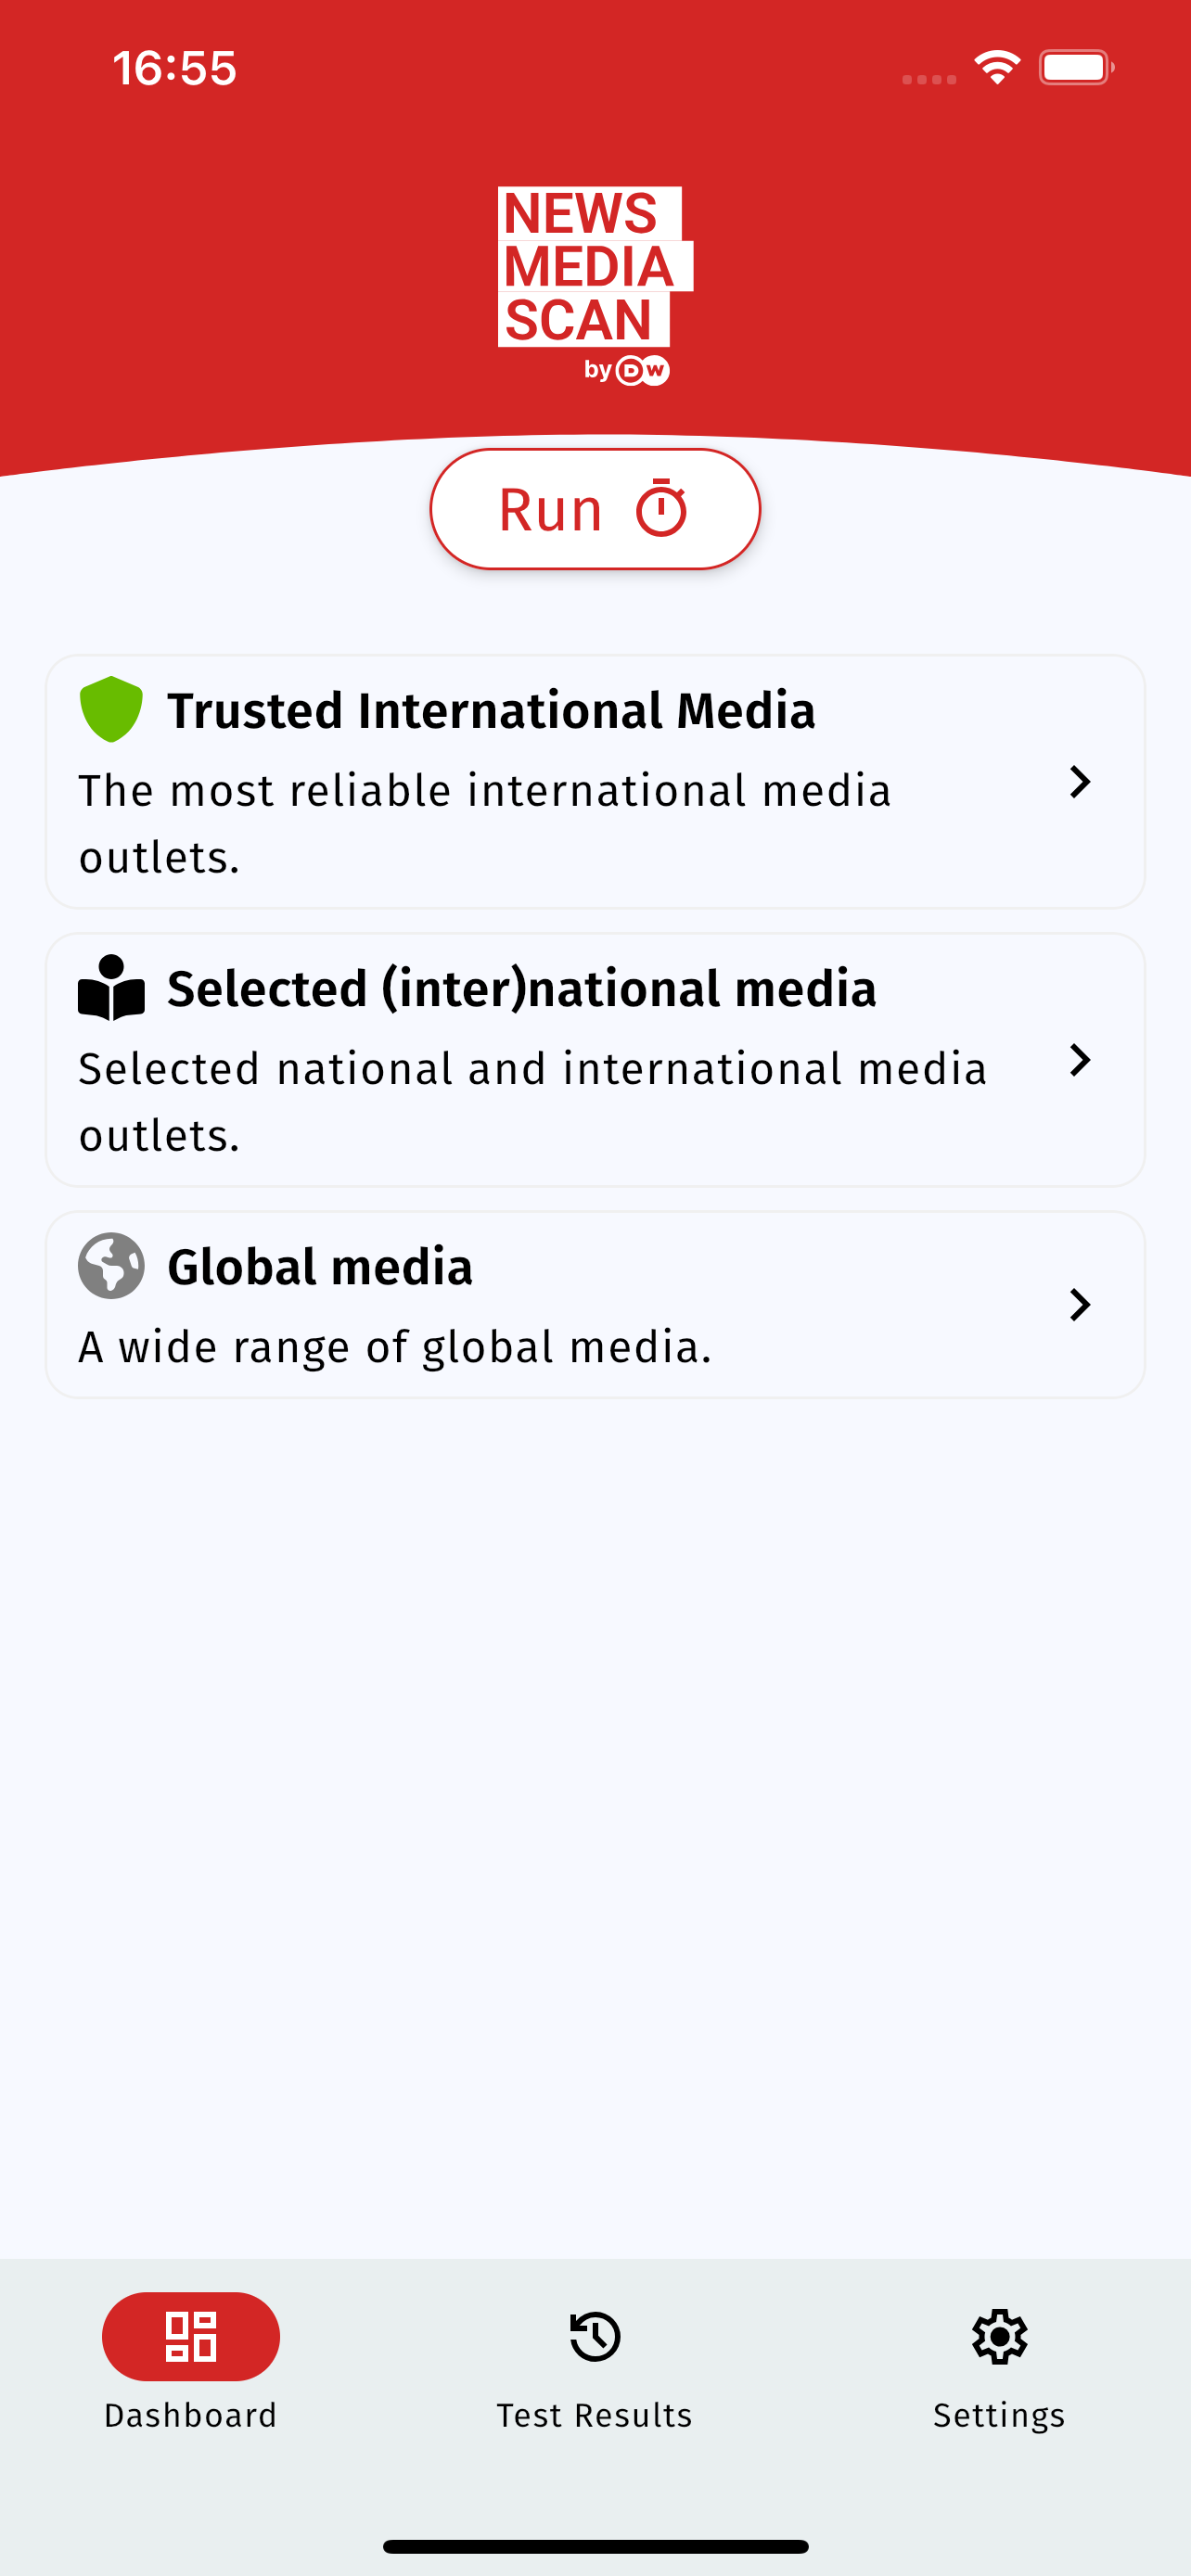 16:55
NEWS
MEDIA
SCAN
by DW
Run
Trusted International Media
The most reliable international media
outlets.
Selected (inter)national media
Selected national and international media
outlets.
Global media
A wide range of global media.
Dashboard
Test Results
Settings